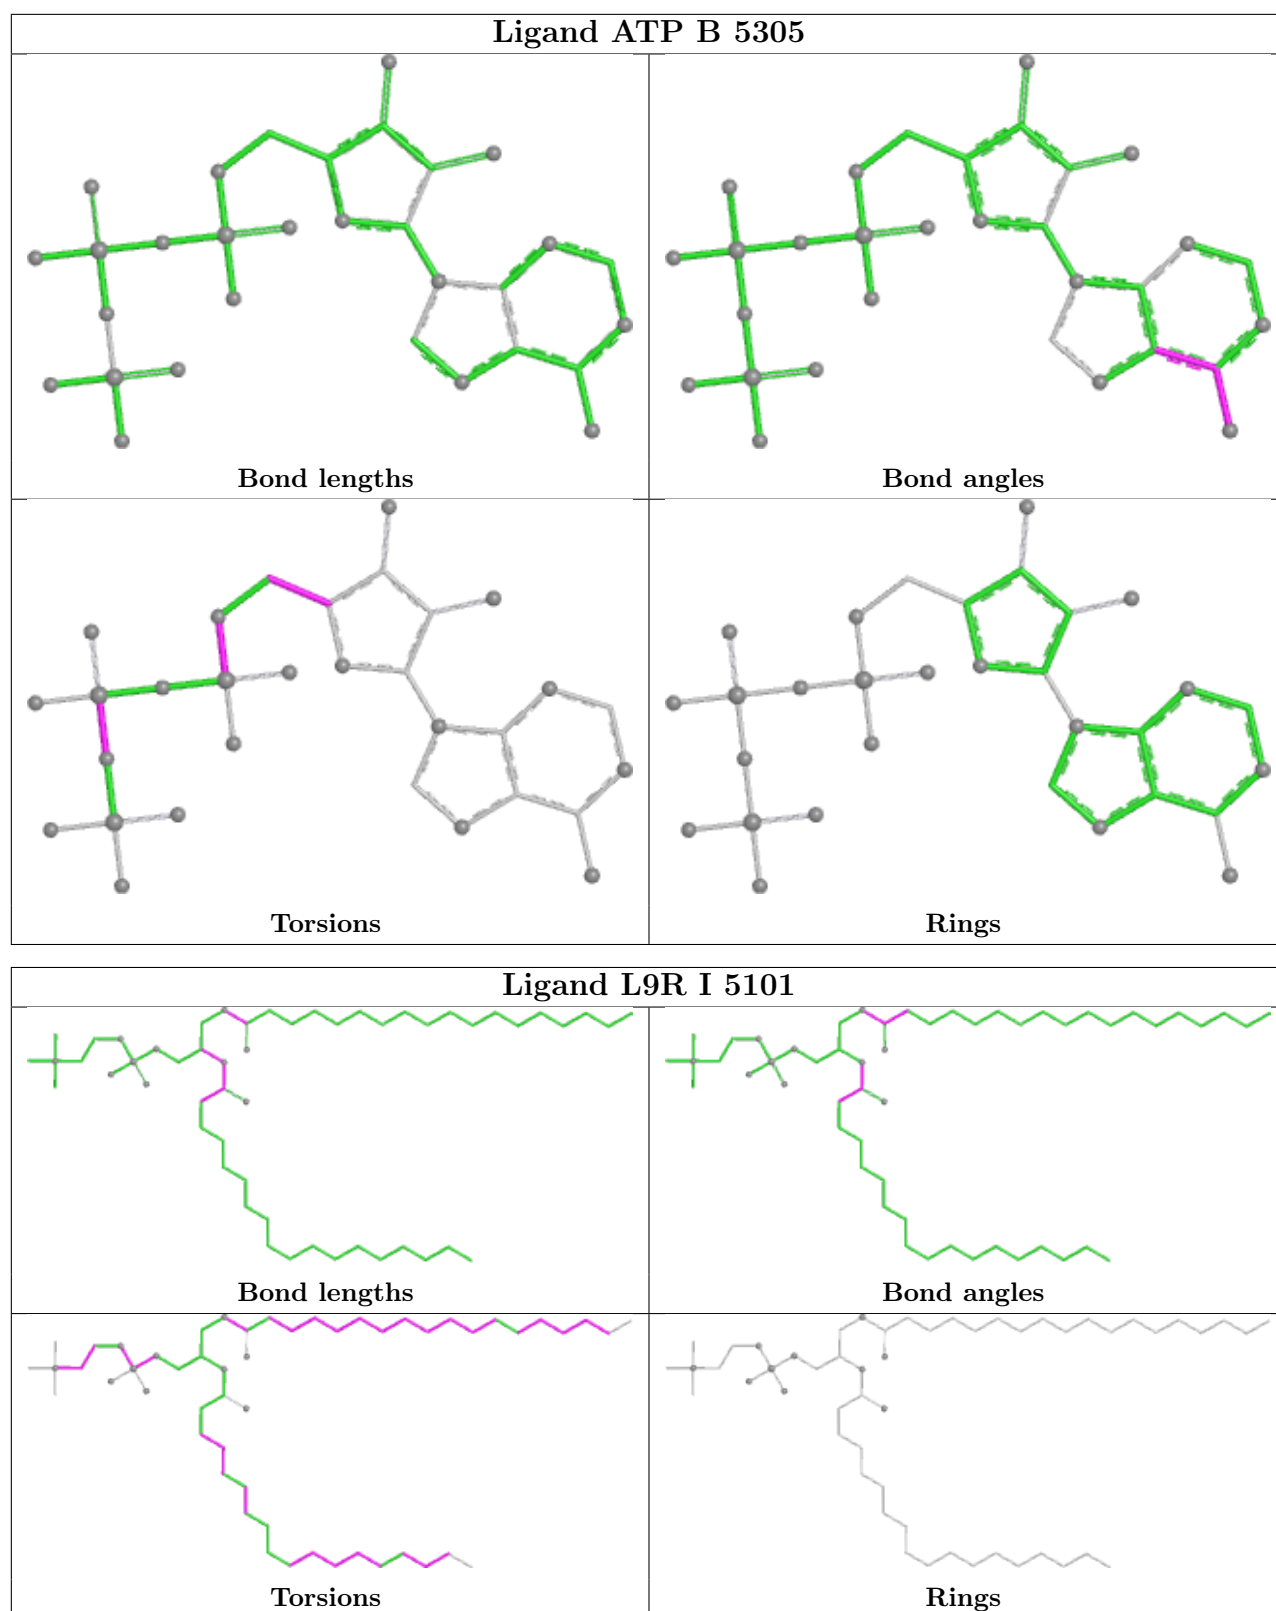 Ligand ATP B 5305
Bond lengths
Bond angles
Torsions
Rings
Ligand L9R I 5101
Bond lengths
Bond angles
Torsions
Rings